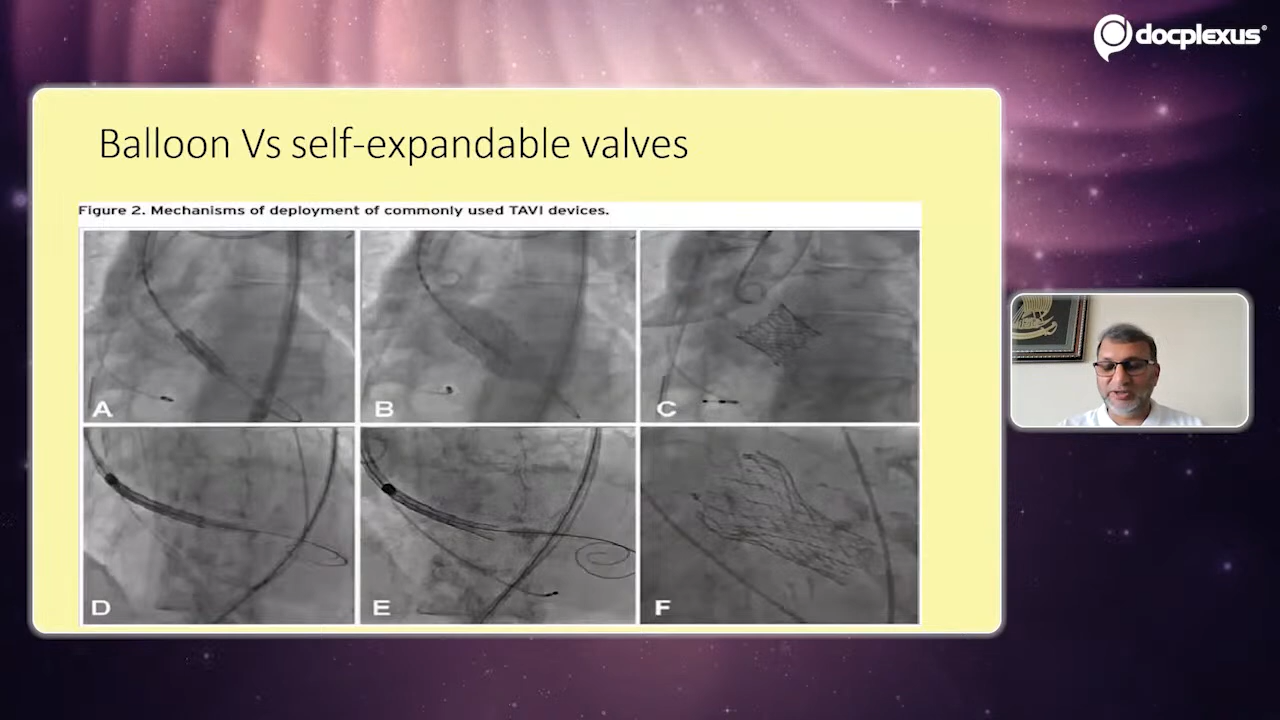 docplexus
Balloon Vs self-expandable valves
Figure 2. Mechanisms of deployment of commonly used TAVI devices.
A
B
C
D
E
F